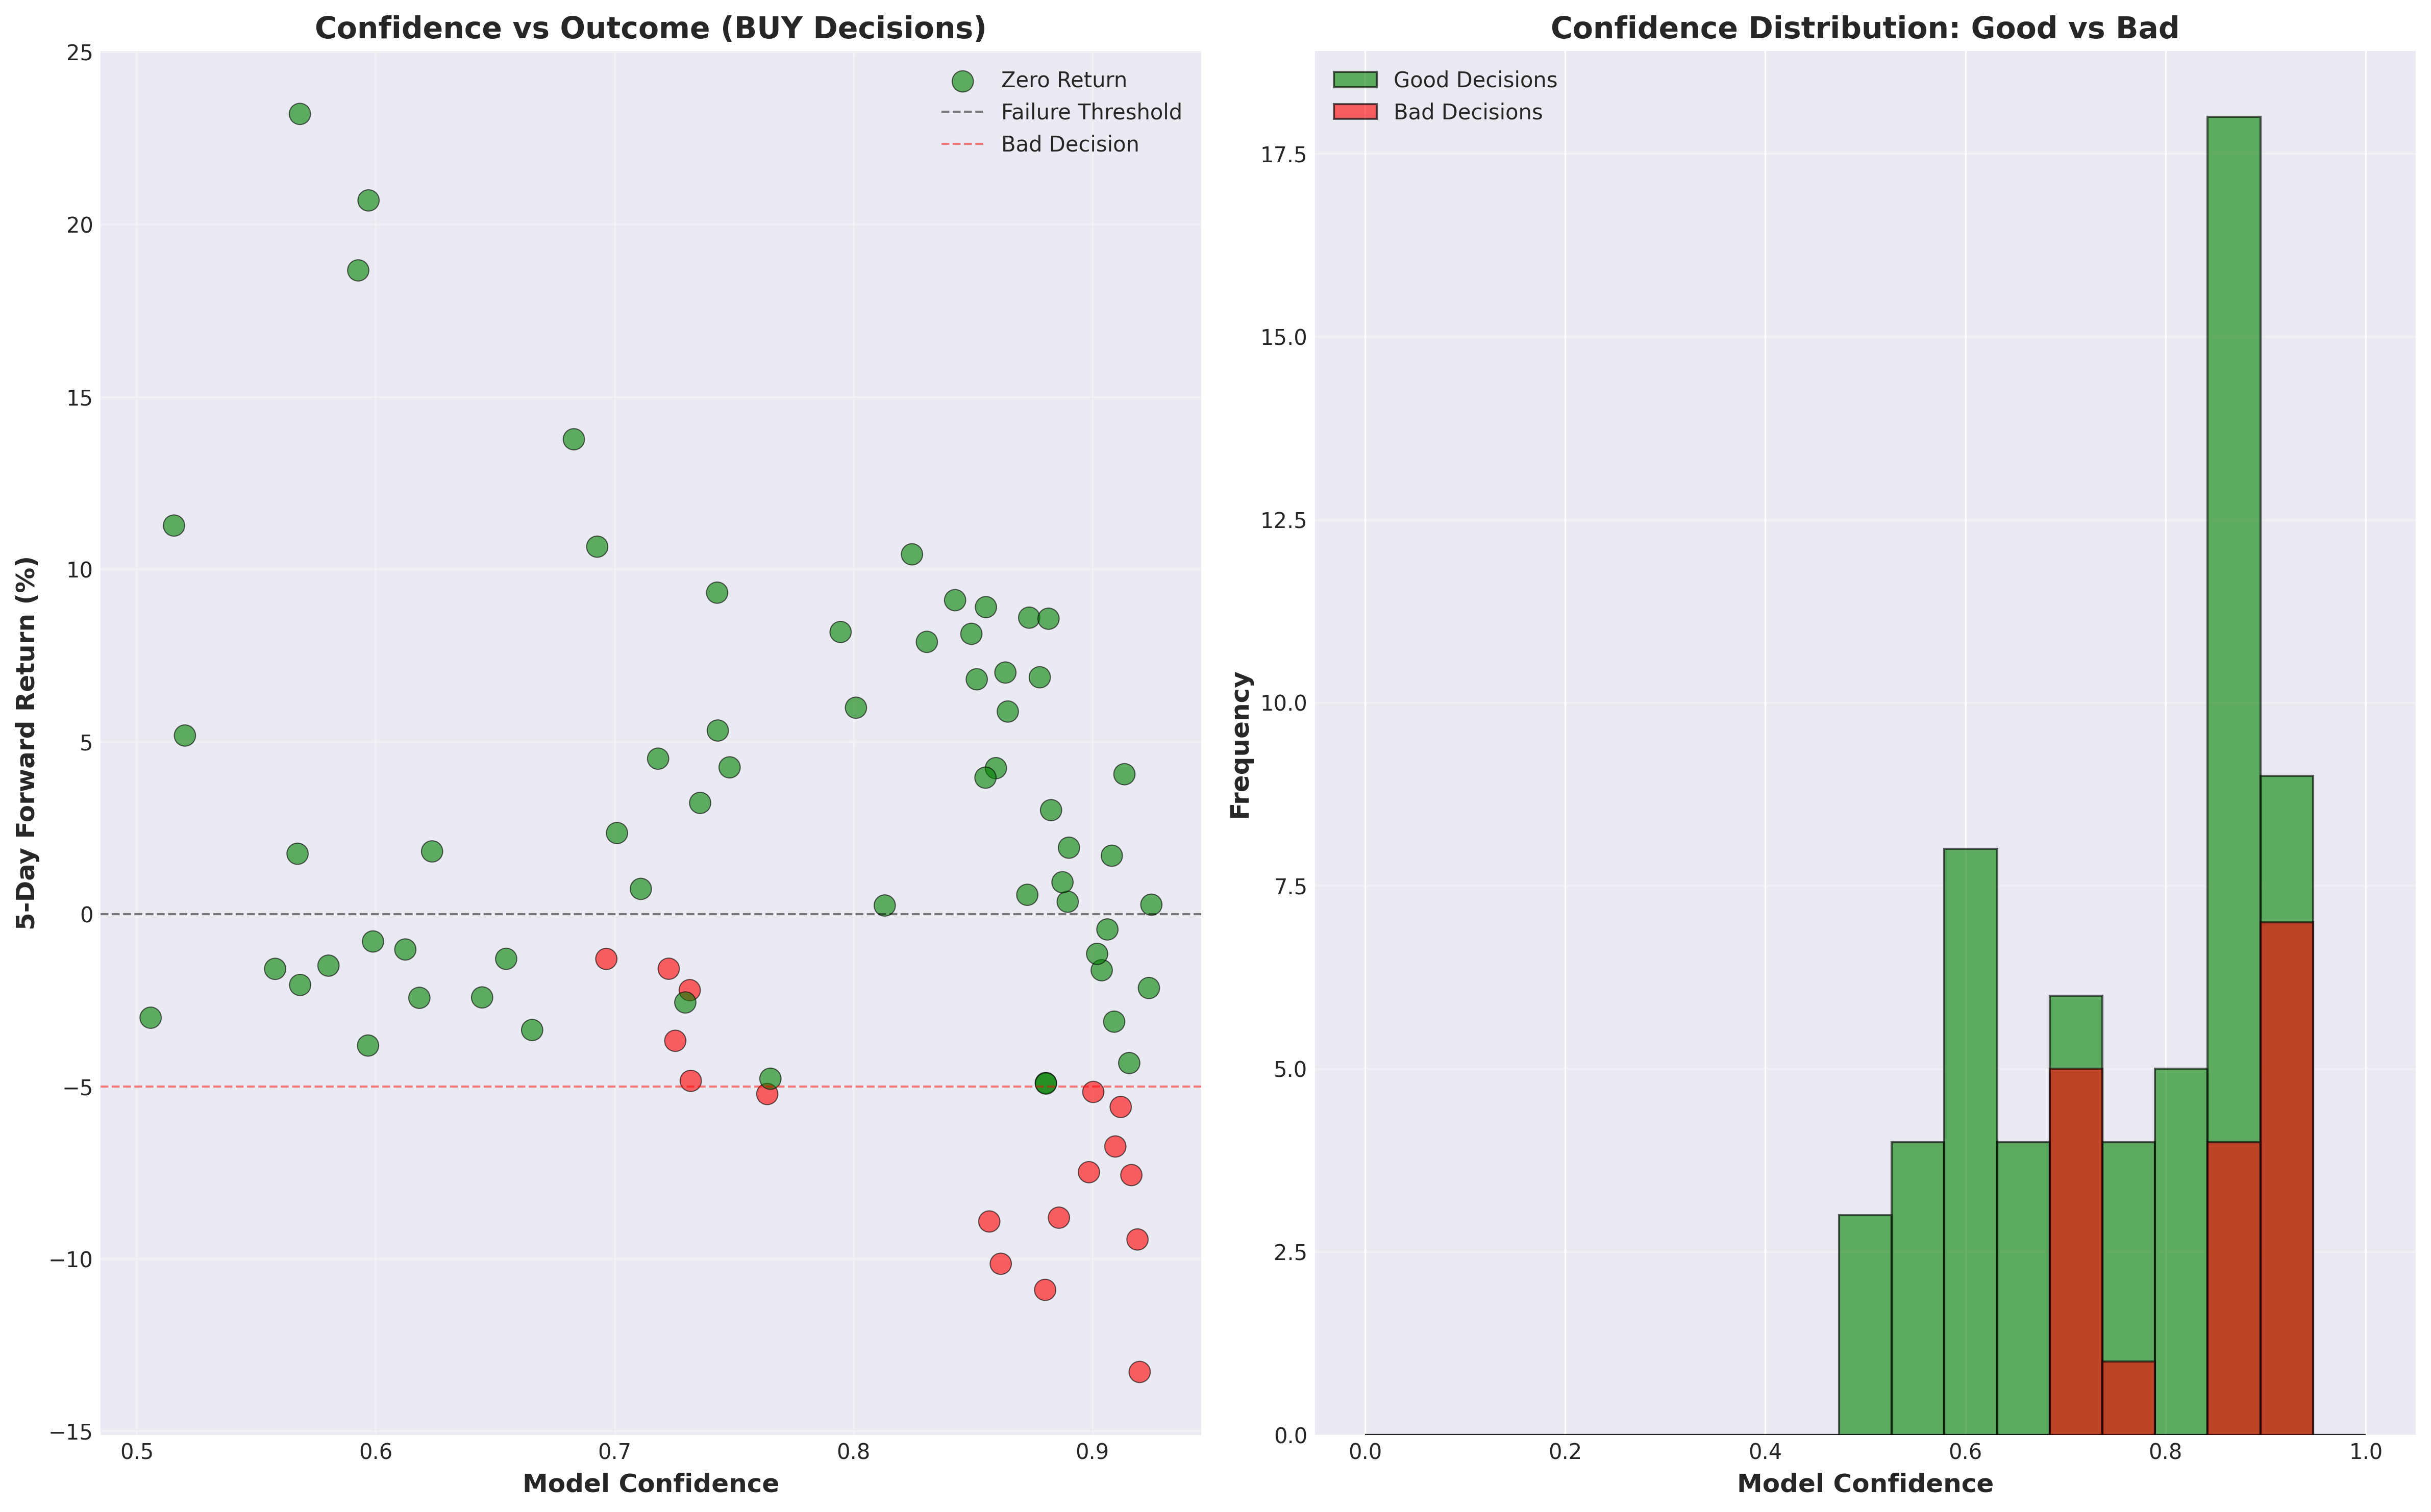 Confidence vs Outcome (BUY Decisions)
Zero Return
Failure Threshold
Bad Decision
25
20
15
10
5
0
−5
−10
−15
5-Day Forward Return (%)
0.5 0.6 0.7 0.8 0.9
Model Confidence
Confidence Distribution: Good vs Bad
Good Decisions
Bad Decisions
17.5
15.0
12.5
10.0
7.5
5.0
2.5
0.0
Frequency
0.0 0.2 0.4 0.6 0.8 1.0
Model Confidence